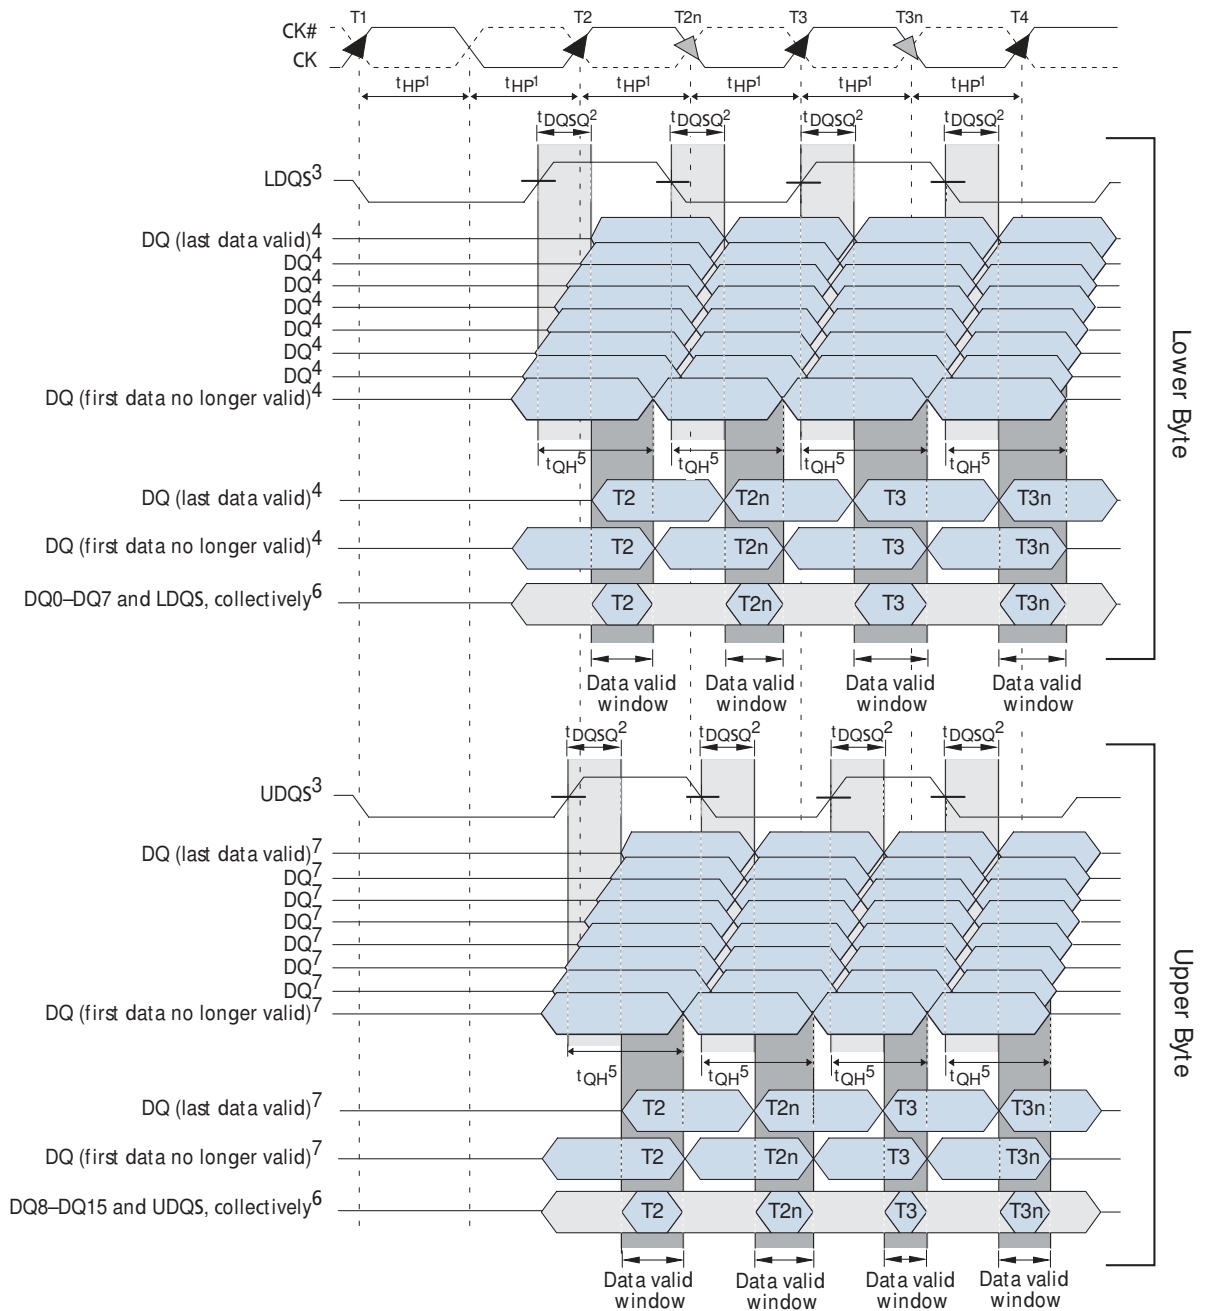 T1 T2 T2n T3 T3n T4
CK#
CK
tHP1 tHP1 tHP1 tHP1 tHP1 tHP1
tDQSQ2 tDQSQ2 tDQSQ2 tDQSQ2
LDQS3
DQ (last data valid)4
DQ4
DQ4
DQ4
DQ4
DQ4
DQ4
DQ (first data no longer valid)4
tQH5 tQH5 tQH5 tQH5
DQ (last data valid)4 T2 T2n T3 T3n
DQ (first data no longer valid)4 T2 T2n T3 T3n
DQ0–DQ7 and LDQS, collectively6 T2 T2n T3 T3n
Data valid window Data valid window Data valid window Data valid window
Lower Byte
tDQSQ2 tDQSQ2 tDQSQ2 tDQSQ2
UDQS3
DQ (last data valid)7
DQ7
DQ7
DQ7
DQ7
DQ7
DQ7
DQ (first data no longer valid)7
tQH5 tQH5 tQH5 tQH5
DQ (last data valid)7 T2 T2n T3 T3n
DQ (first data no longer valid)7 T2 T2n T3 T3n
DQ8–DQ15 and UDQS, collectively6 T2 T2n T3 T3n
Data valid window Data valid window Data valid window Data valid window
Upper Byte